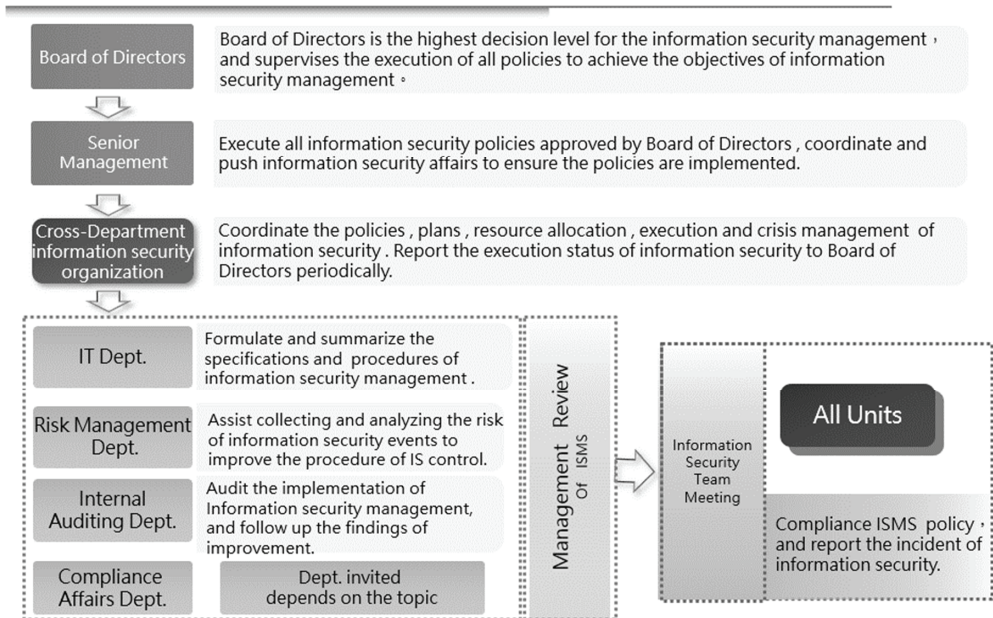 Board of Directors
Board of Directors is the highest decision level for the information security management，
and supervises the execution of all policies to achieve the objectives of information
security management。
Senior
Management
Execute all information security policies approved by Board of Directors , coordinate and
push information security affairs to ensure the policies are implemented.
Cross-Department
information security
organization
Coordinate the policies , plans , resource allocation , execution and crisis management of
information security . Report the execution status of information security to Board of
Directors periodically.
IT Dept.
Formulate and summarize the
specifications and procedures of
information security management .
Risk Management
Dept.
Assist collecting and analyzing the risk
of information security events to
improve the procedure of IS control.
Internal
Auditing Dept.
Audit the implementation of
Information security management,
and follow up the findings of
improvement.
Compliance
Affairs Dept.
Dept. invited
depends on the topic
Management Review
Of ISMS
Information
Security
Team
Meeting
All Units
Compliance ISMS policy，
and report the incident of
information security.